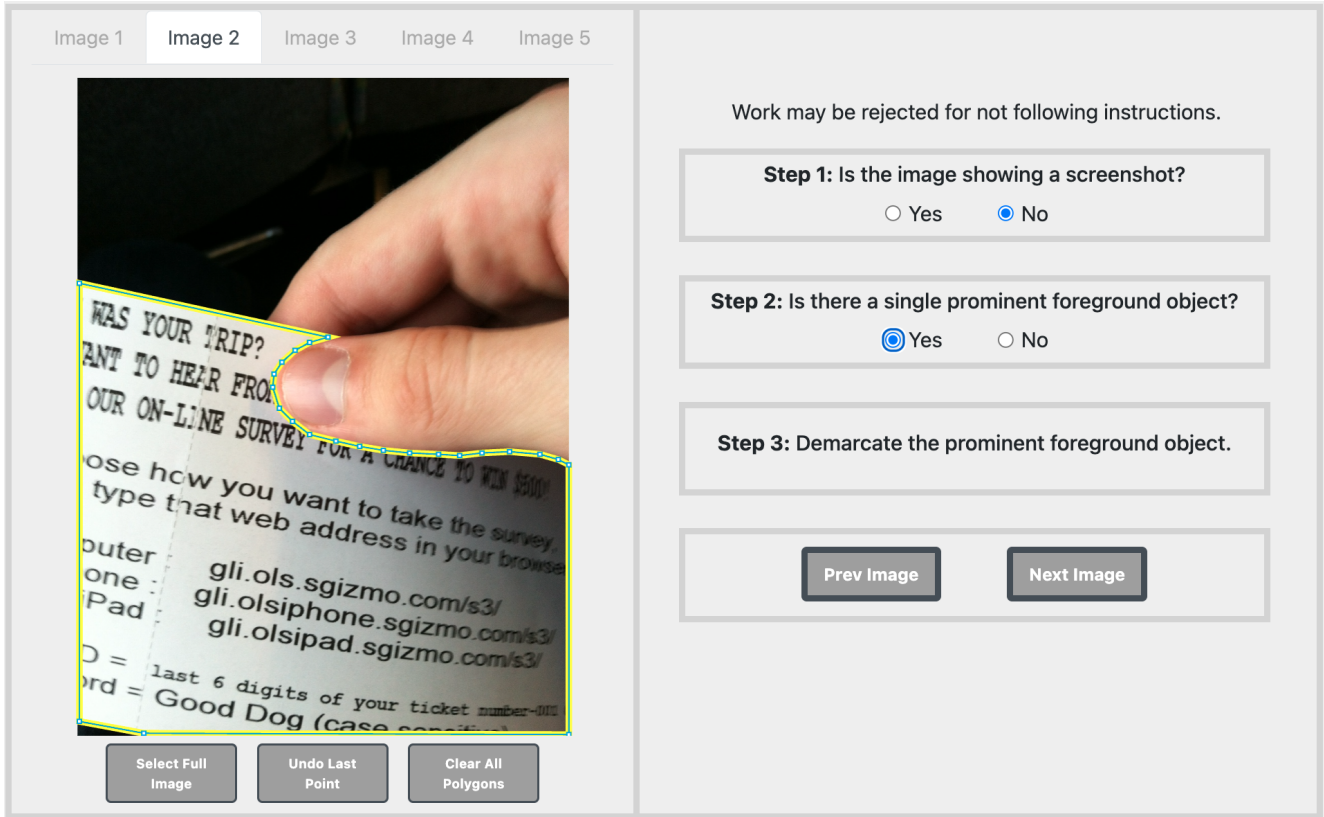 Image 1
Image 2
Image 3
Image 4
Image 5
WAS YOUR TRIP?
ANT TO HEAR FRO
OUR ON-LINE SURVEY FOR A CHANCE TO WIN $500!
ose how you want to take the survey,
type that web address in your browse
puter :
one : gli.ols.sgizmo.com/s3/
iPad : gli.olsiphone.sgizmo.com/s3/
gli.olsipad.sgizmo.com/s3/
D = last 6 digits of your ticket number-
ord = Good Dog (case sensitive)
Select Full
Image
Undo Last
Point
Clear All
Polygons
Work may be rejected for not following instructions.
Step 1: Is the image showing a screenshot?
Yes No
Step 2: Is there a single prominent foreground object?
Yes No
Step 3: Demarcate the prominent foreground object.
Prev Image
Next Image